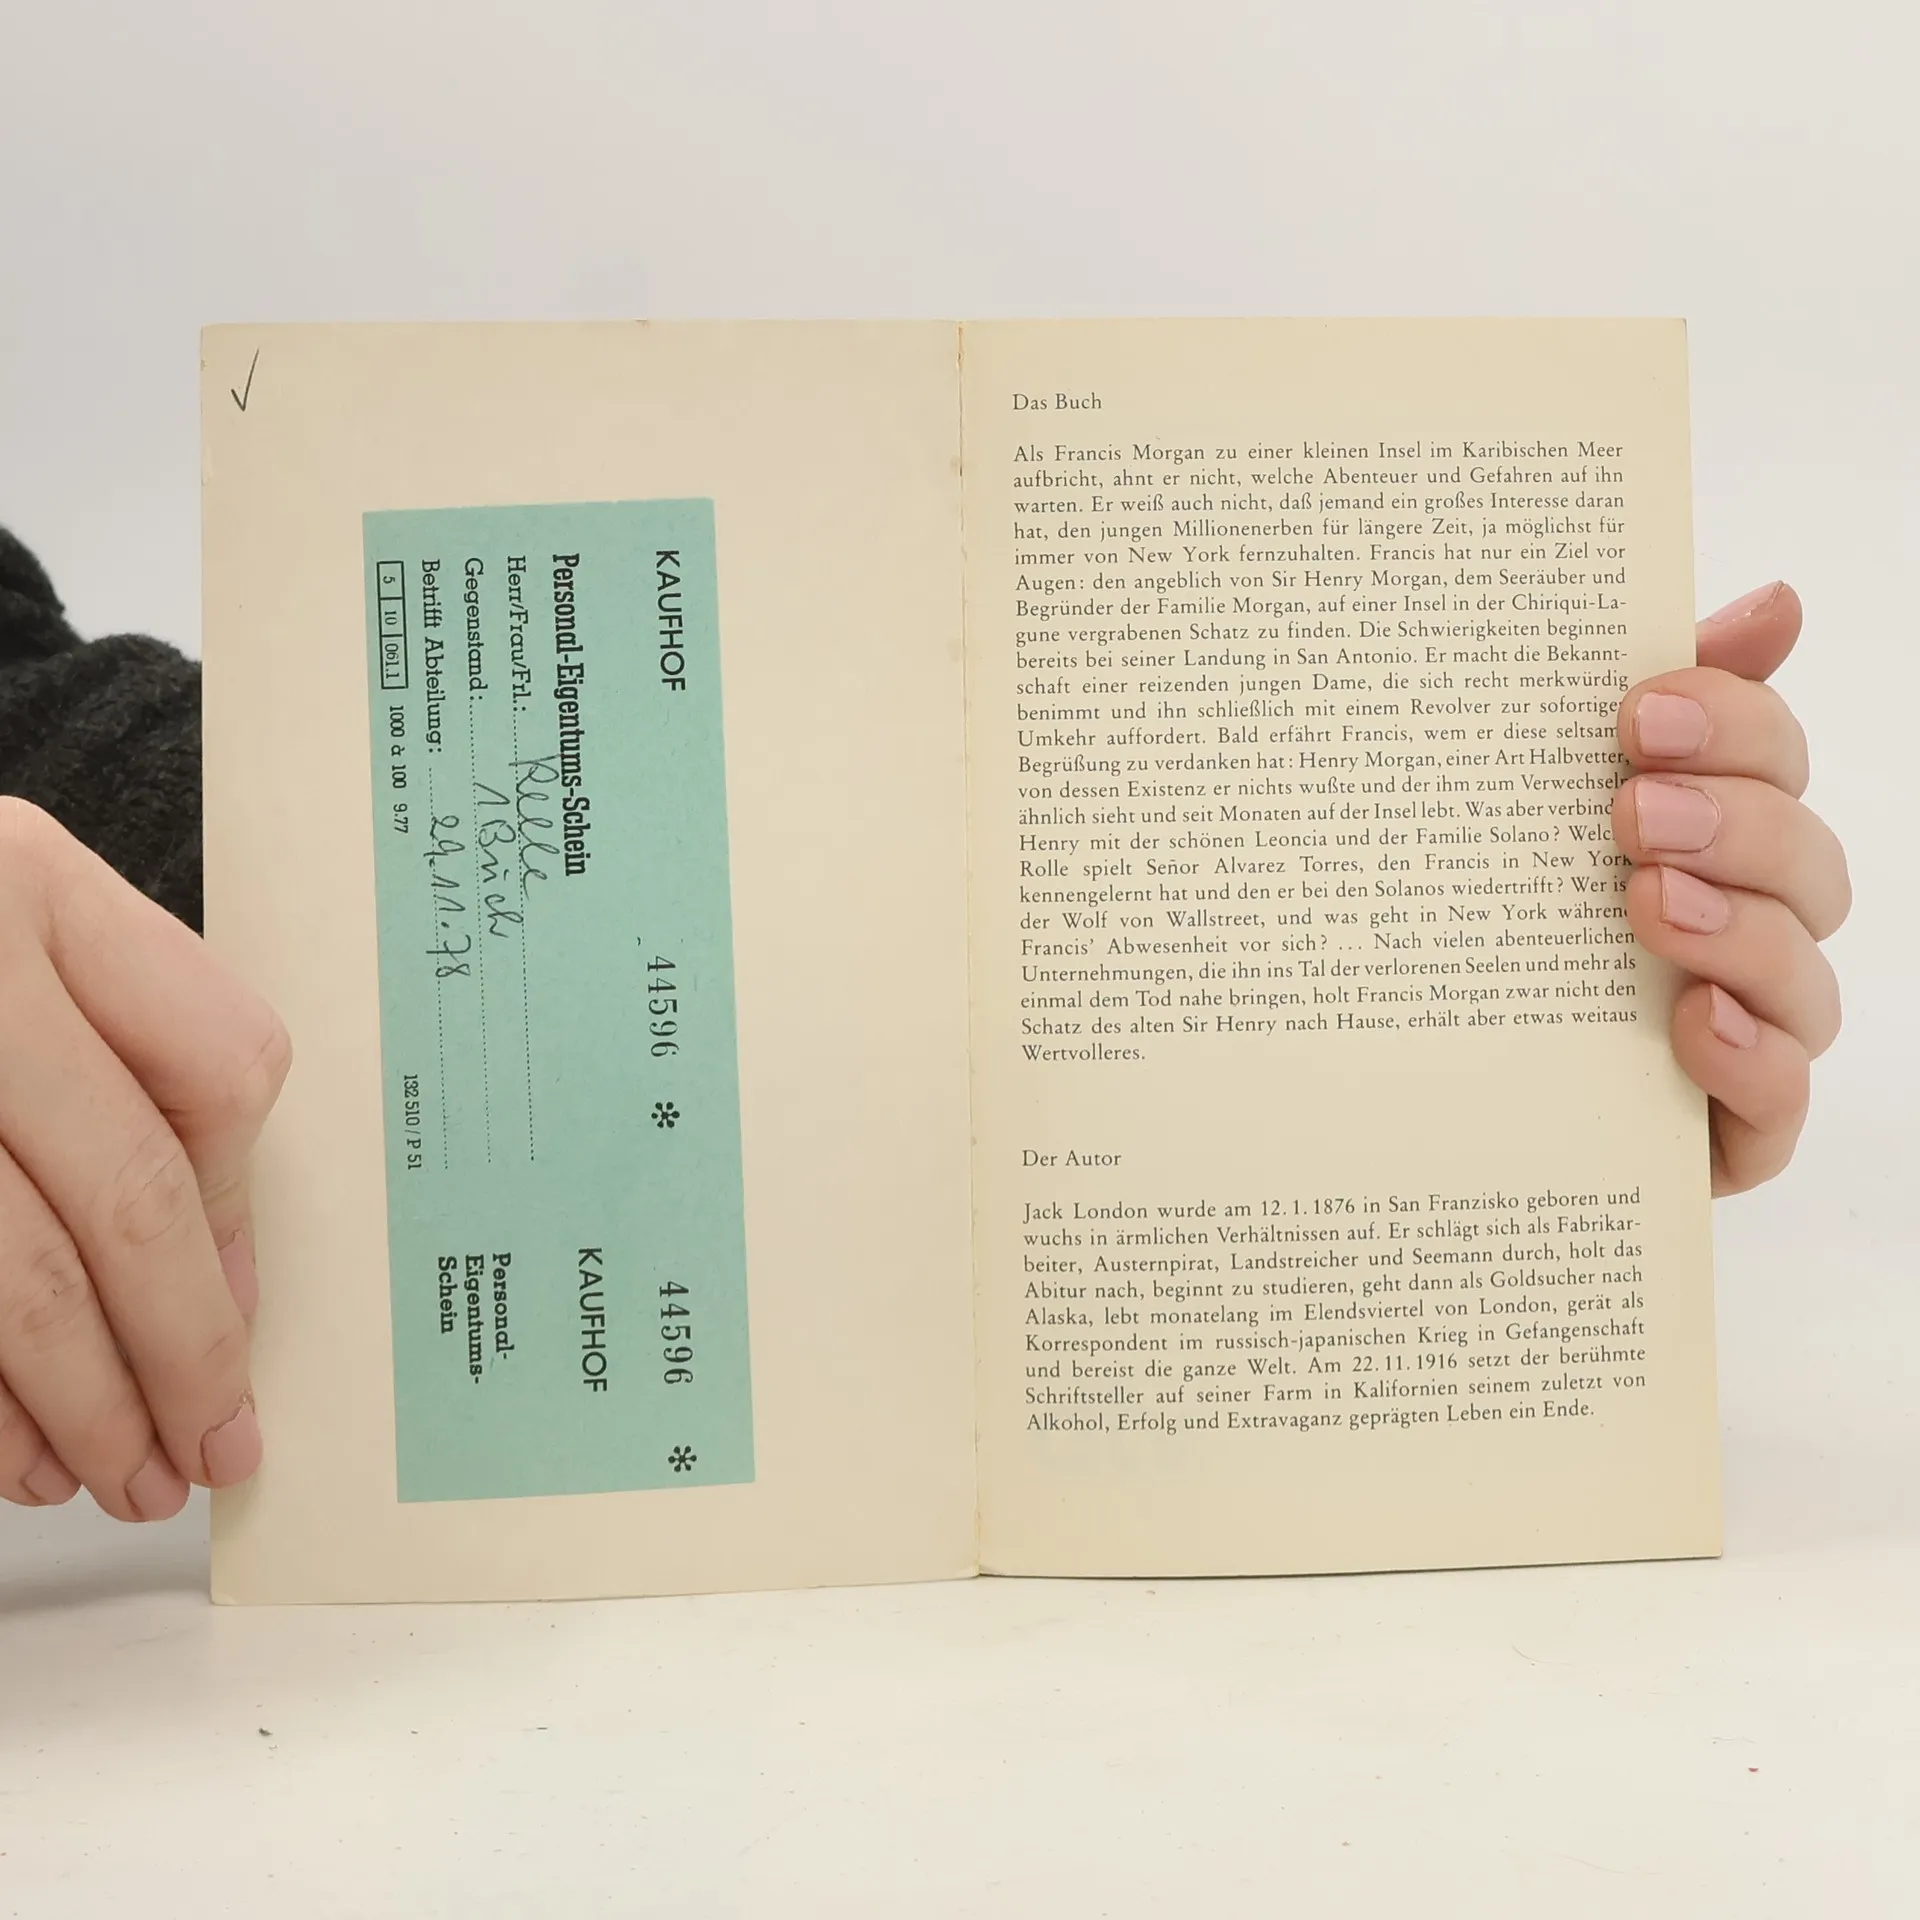 KAUFHOF
44596 *
Personal-Eigentums-Schein
Herr/Frau/Frl.: Kelle
Gegenstand: 1 Buch
Betrifft Abteilung: 29.11.78
5 10 061.1 1000 à 100 9.77
132 510 / P 51
44596 *
KAUFHOF
Personal-
Eigentums-
Schein
Das Buch
Als Francis Morgan zu einer kleinen Insel im Karibischen Meer
aufbricht, ahnt er nicht, welche Abenteuer und Gefahren auf ihn
warten. Er weiß auch nicht, daß jemand ein großes Interesse daran
hat, den jungen Millionenerben für längere Zeit, ja möglichst für
immer von New York fernzuhalten. Francis hat nur ein Ziel vor
Augen: den angeblich von Sir Henry Morgan, dem Seeräuber und
Begründer der Familie Morgan, auf einer Insel in der Chiriqui-La-
gune vergrabenen Schatz zu finden. Die Schwierigkeiten beginnen
bereits bei seiner Landung in San Antonio. Er macht die Bekannt-
schaft einer reizenden jungen Dame, die sich recht merkwürdig
benimmt und ihn schließlich mit einem Revolver zur sofortigen
Umkehr auffordert. Bald erfährt Francis, wem er diese seltsam
Begrüßung zu verdanken hat: Henry Morgan, einer Art Halbvetter,
von dessen Existenz er nichts wußte und der ihm zum Verwechseln
ähnlich sieht und seit Monaten auf der Insel lebt. Was aber verbind
Henry mit der schönen Leoncia und der Familie Solano? Welc
Rolle spielt Señor Alvarez Torres, den Francis in New York
kennengelernt hat und den er bei den Solanos wiedertrifft? Wer is
der Wolf von Wallstreet, und was geht in New York währen
Francis' Abwesenheit vor sich? ... Nach vielen abenteuerlichen
Unternehmungen, die ihn ins Tal der verlorenen Seelen und mehr als
einmal dem Tod nahe bringen, holt Francis Morgan zwar nicht den
Schatz des alten Sir Henry nach Hause, erhält aber etwas weitaus
Wertvolleres.
Der Autor
Jack London wurde am 12. 1. 1876 in San Franzisko geboren und
wuchs in ärmlichen Verhältnissen auf. Er schlägt sich als Fabrikar-
beiter, Austernpirat, Landstreicher und Seemann durch, holt das
Abitur nach, beginnt zu studieren, geht dann als Goldsucher nach
Alaska, lebt monatelang im Elendsviertel von London, gerät als
Korrespondent im russisch-japanischen Krieg in Gefangenschaft
und bereist die ganze Welt. Am 22. 11. 1916 setzt der berühmte
Schriftsteller auf seiner Farm in Kalifornien seinem zuletzt von
Alkohol, Erfolg und Extravaganz geprägten Leben ein Ende.